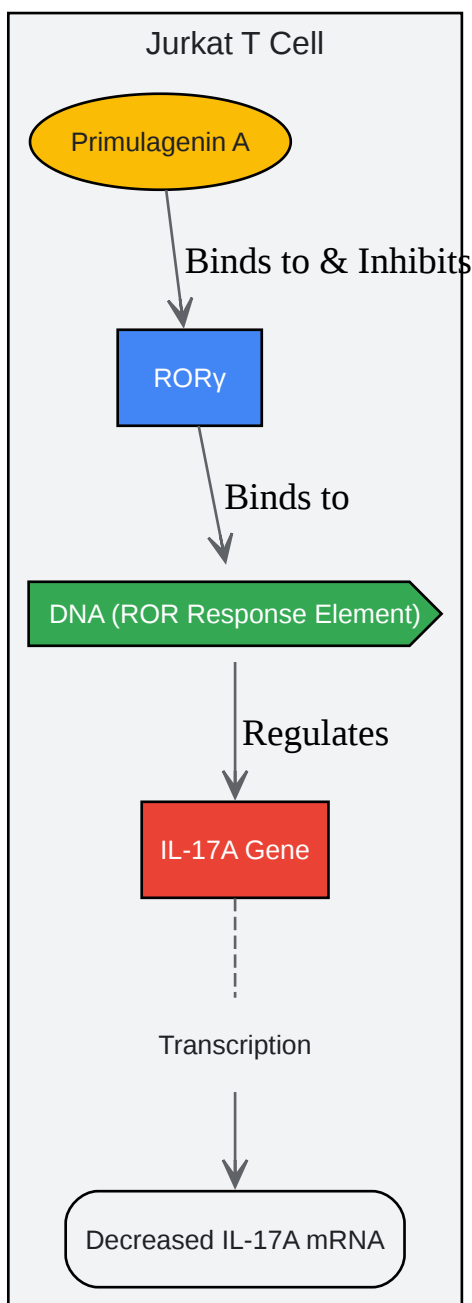 Jurkat T Cell
Primulagenin A
Binds to & Inhibits
RORγ
Binds to
DNA (ROR Response Element)
Regulates
IL-17A Gene
Transcription
Decreased IL-17A mRNA